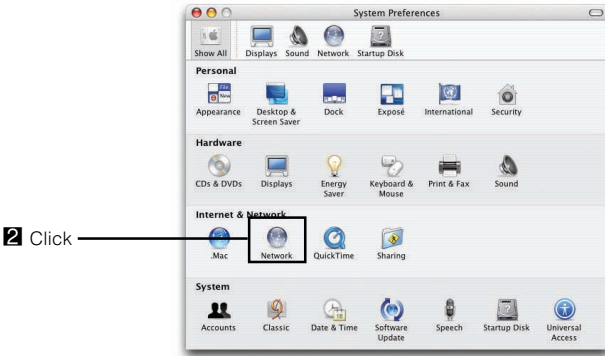 System Preferences
Show All Displays Sound Network Startup Disk
Personal
File
New
Appearance Desktop & Screen Saver Dock Exposé International Security
Hardware
CDs & DVDs Displays Energy Saver Keyboard & Mouse Print & Fax Sound
Internet & Network
2 Click
.Mac Network QuickTime Sharing
System
Accounts Classic Date & Time Software Update Speech Startup Disk Universal Access